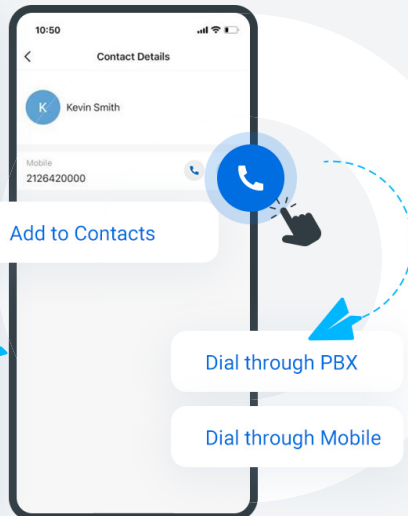 10:50
Contact Details
K
Kevin Smith
Mobile
2126420000
Add to Contacts
Dial through PBX
Dial through Mobile